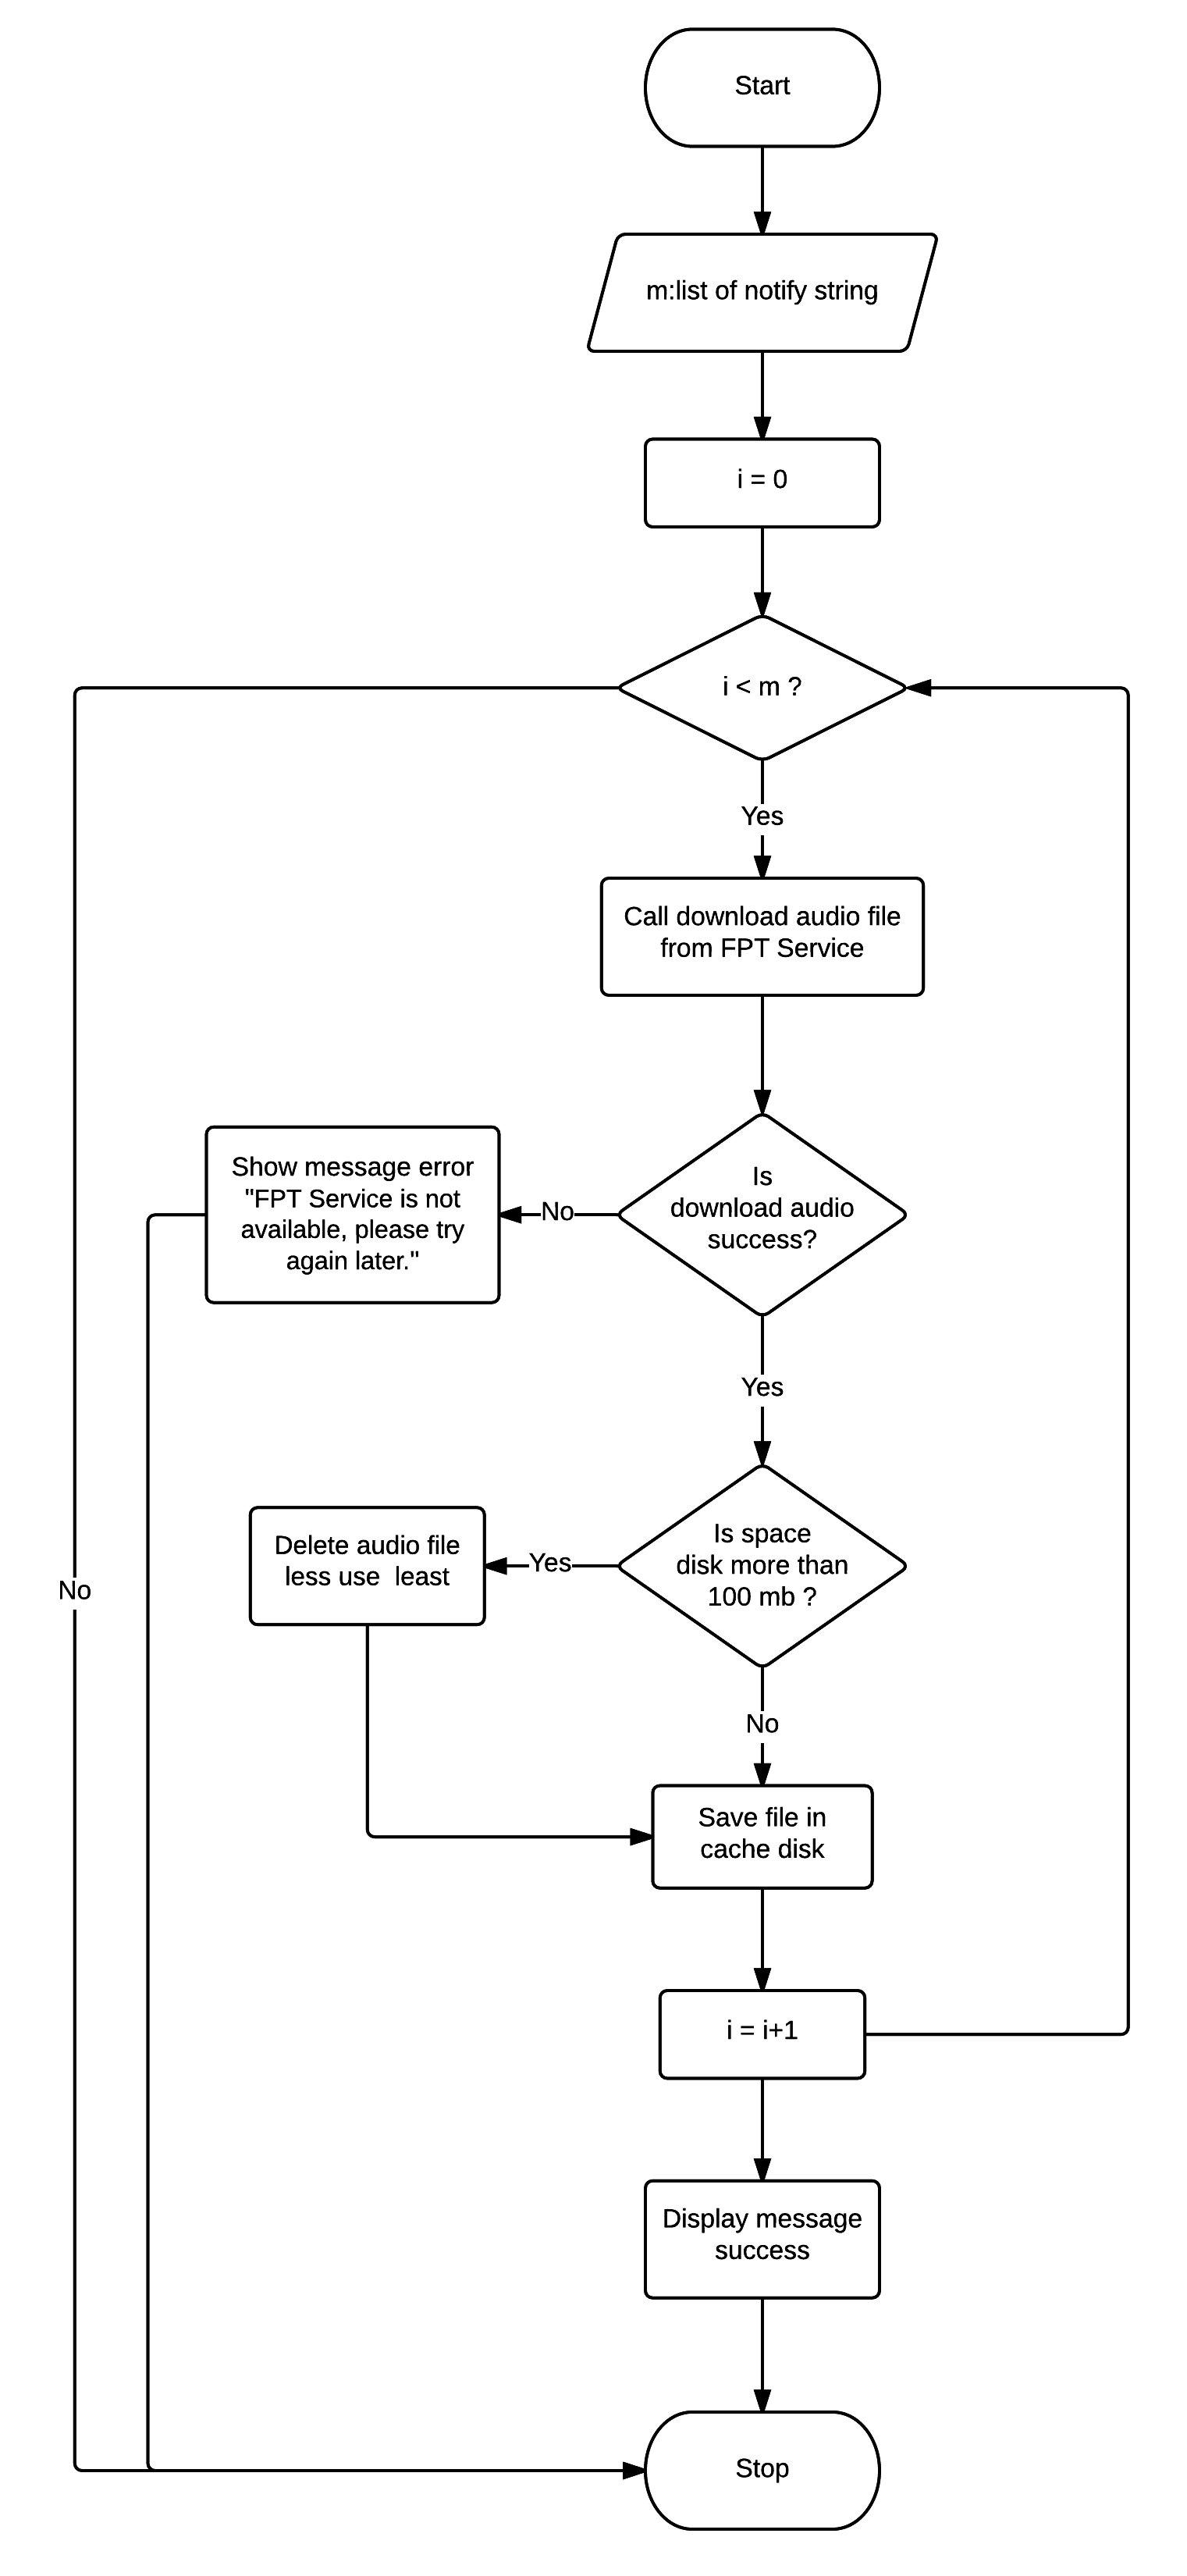 Start
m:list of notify string
i = 0
i < m ?
Yes
Call download audio file
from FPT Service
Is
download audio
success?
No
Show message error
"FPT Service is not
available, please try
again later."
Yes
Is space
disk more than
100 mb ?
Yes
Delete audio file
less use  least
No
No
Save file in
cache disk
i = i+1
Display message
success
Stop